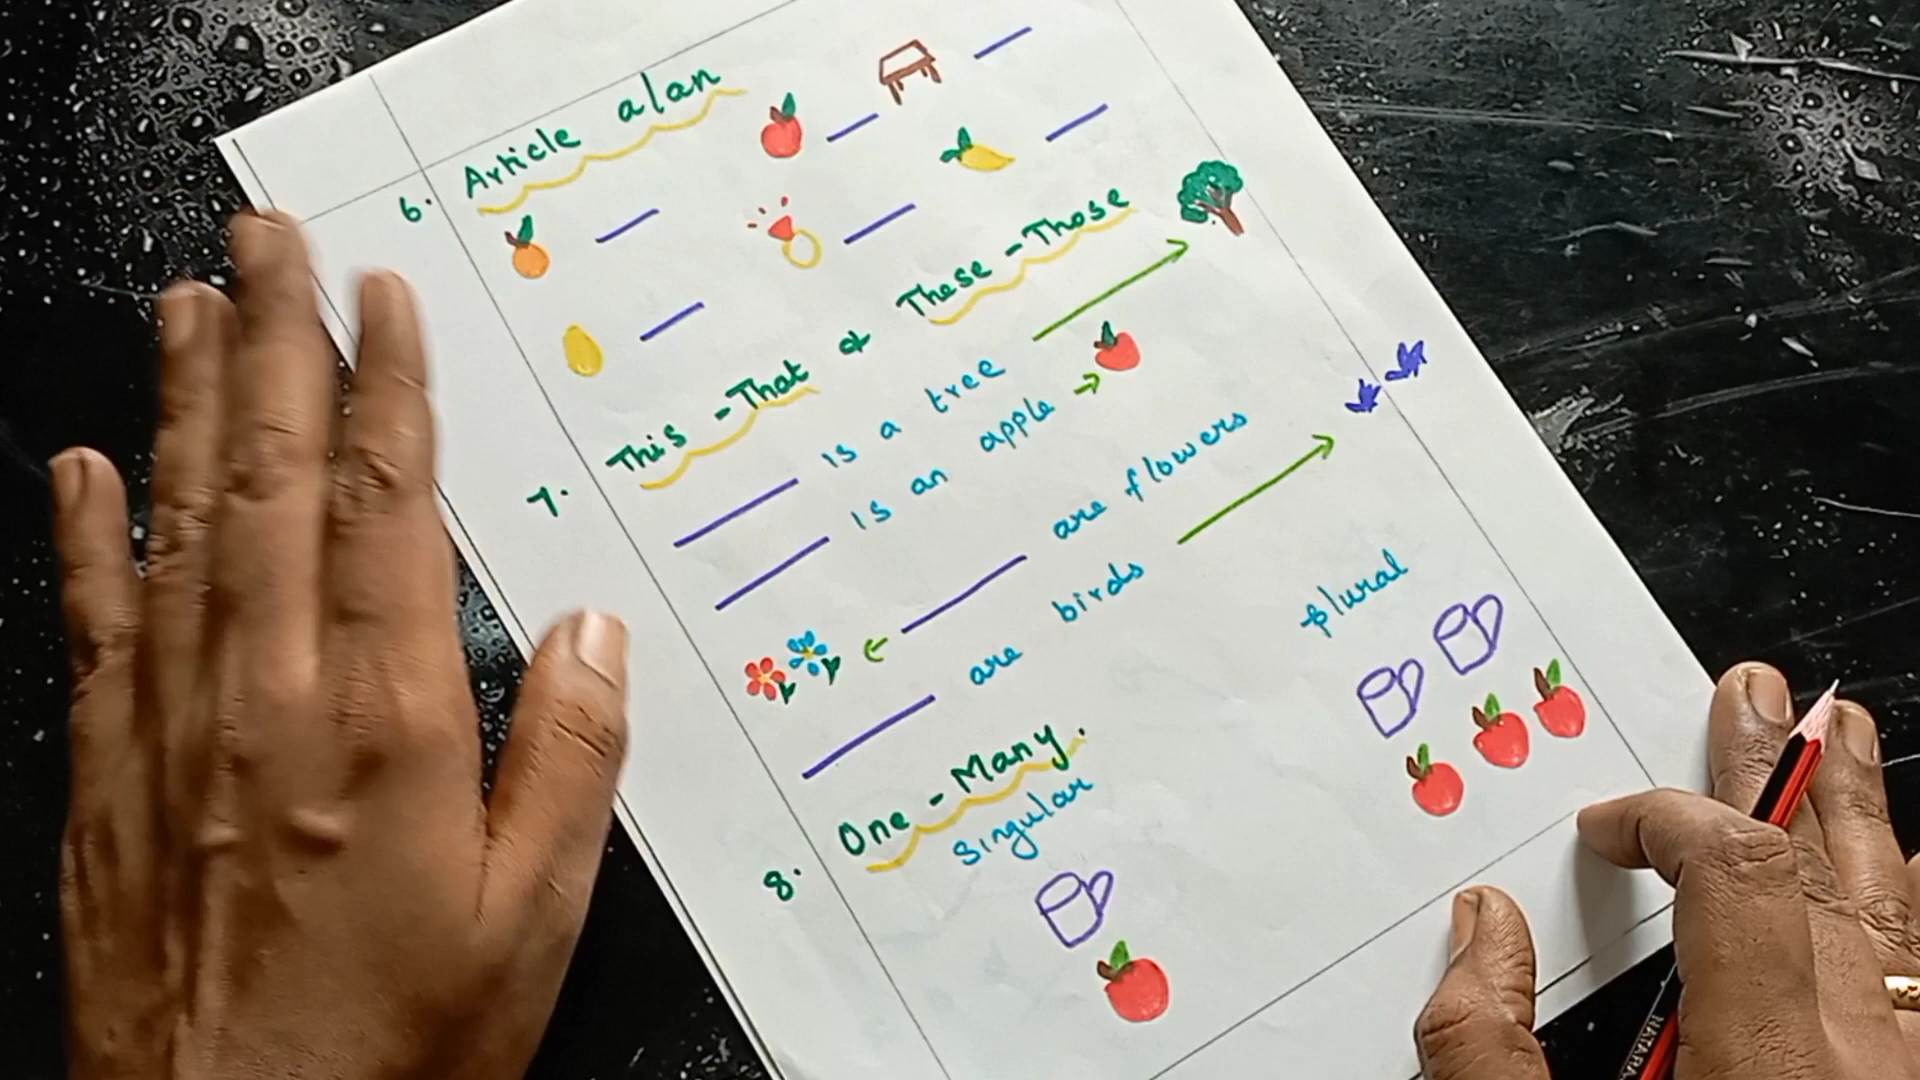 6. Article a/an
7. This - That & These - Those
is a tree
is an apple
are flowers
are birds
8. One - Many.
Singular plural
NATARA